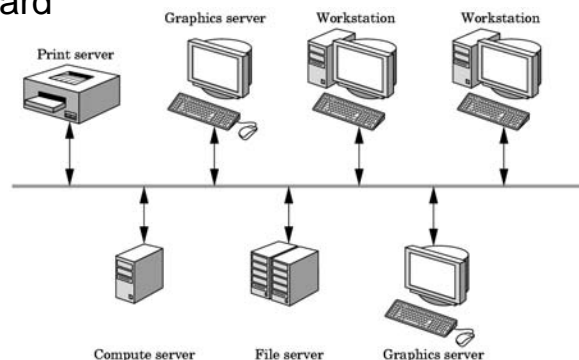 ard
Graphics server
Workstation
Workstation
Print server
Compute server
File server
Graphics server